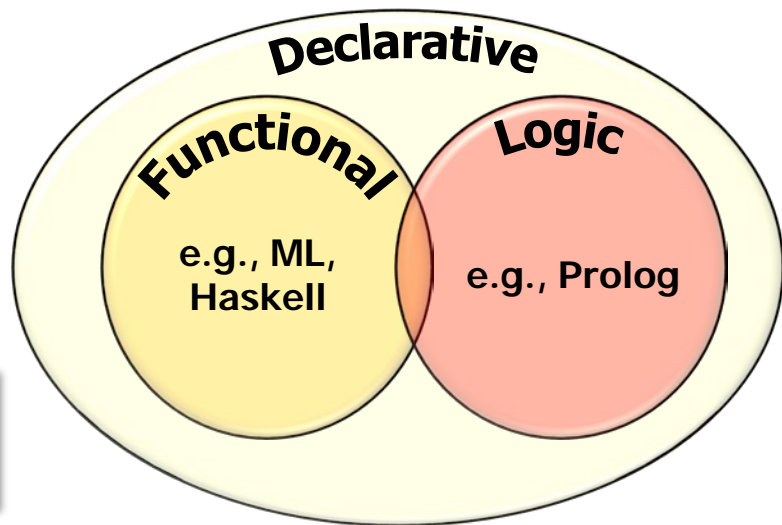 Declarative
Functional
e.g., ML,
Haskell
Logic
e.g., Prolog